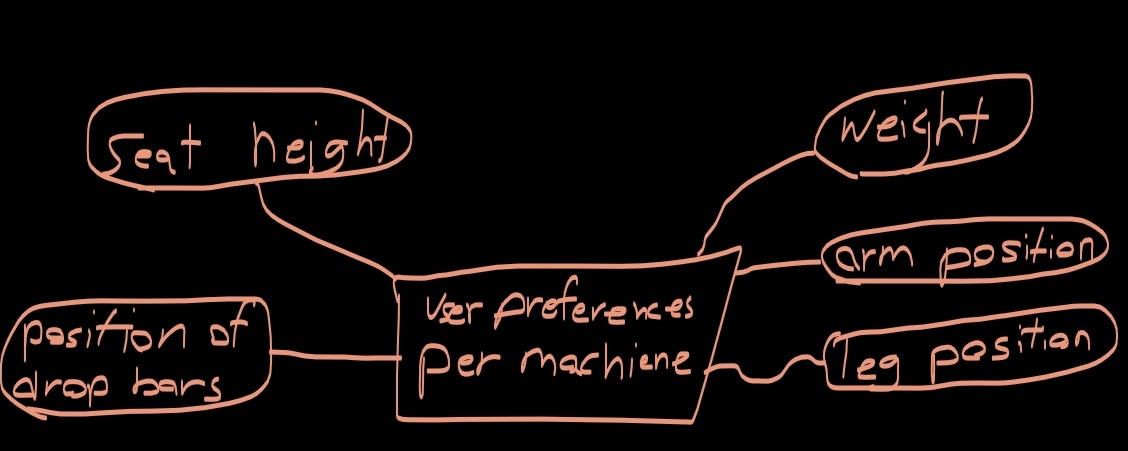 Seat height
weight
arm position
User preferences
per machiene
position of
drop bars
leg position